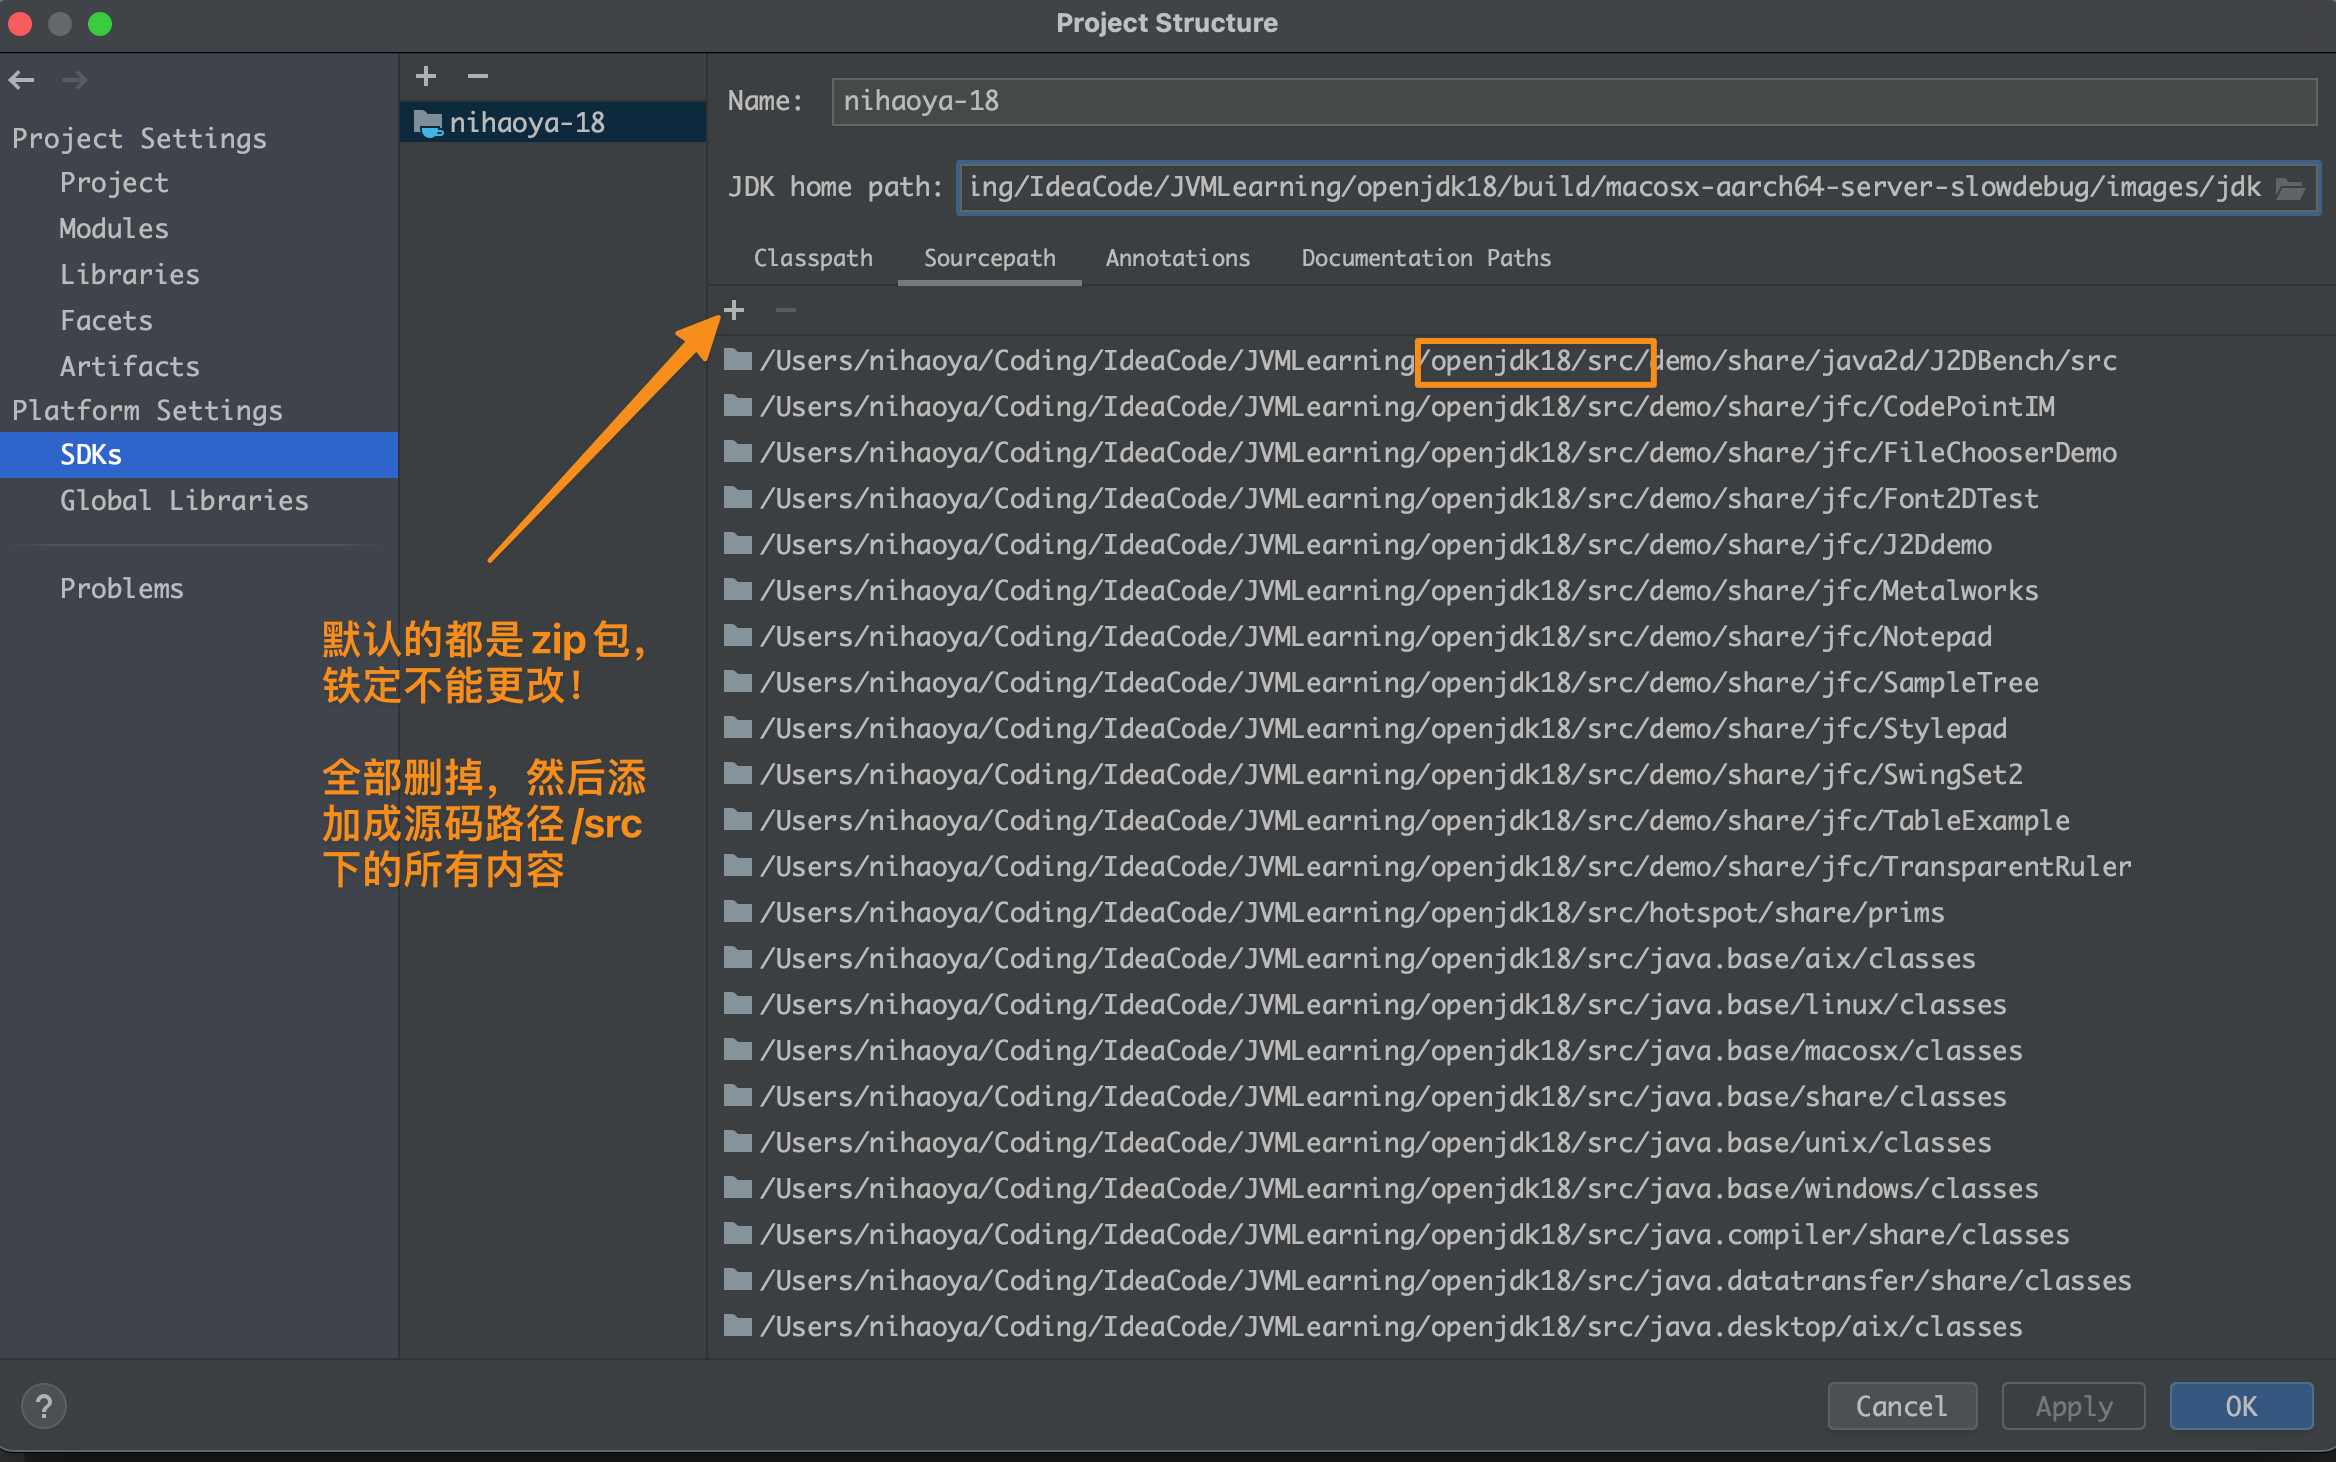 Project Structure
Project Settings
Project
Modules
Libraries
Facets
Artifacts
Platform Settings
SDKs
Global Libraries
Problems
nihaoya-18
Name: nihaoya-18
JDK home path: ing/IdeaCode/JVMLearning/openjdk18/build/macosx-aarch64-server-slowdebug/images/jdk
Classpath Sourcepath Annotations Documentation Paths
/Users/nihaoya/Coding/IdeaCode/JVMLearning/openjdk18/src/demo/share/java2d/J2DBench/src
/Users/nihaoya/Coding/IdeaCode/JVMLearning/openjdk18/src/demo/share/jfc/CodePointIM
/Users/nihaoya/Coding/IdeaCode/JVMLearning/openjdk18/src/demo/share/jfc/FileChooserDemo
/Users/nihaoya/Coding/IdeaCode/JVMLearning/openjdk18/src/demo/share/jfc/Font2DTest
/Users/nihaoya/Coding/IdeaCode/JVMLearning/openjdk18/src/demo/share/jfc/J2Ddemo
/Users/nihaoya/Coding/IdeaCode/JVMLearning/openjdk18/src/demo/share/jfc/Metalworks
/Users/nihaoya/Coding/IdeaCode/JVMLearning/openjdk18/src/demo/share/jfc/Notepad
/Users/nihaoya/Coding/IdeaCode/JVMLearning/openjdk18/src/demo/share/jfc/SampleTree
/Users/nihaoya/Coding/IdeaCode/JVMLearning/openjdk18/src/demo/share/jfc/Stylepad
/Users/nihaoya/Coding/IdeaCode/JVMLearning/openjdk18/src/demo/share/jfc/SwingSet2
/Users/nihaoya/Coding/IdeaCode/JVMLearning/openjdk18/src/demo/share/jfc/TableExample
/Users/nihaoya/Coding/IdeaCode/JVMLearning/openjdk18/src/demo/share/jfc/TransparentRuler
/Users/nihaoya/Coding/IdeaCode/JVMLearning/openjdk18/src/hotspot/share/prims
/Users/nihaoya/Coding/IdeaCode/JVMLearning/openjdk18/src/java.base/aix/classes
/Users/nihaoya/Coding/IdeaCode/JVMLearning/openjdk18/src/java.base/linux/classes
/Users/nihaoya/Coding/IdeaCode/JVMLearning/openjdk18/src/java.base/macosx/classes
/Users/nihaoya/Coding/IdeaCode/JVMLearning/openjdk18/src/java.base/share/classes
/Users/nihaoya/Coding/IdeaCode/JVMLearning/openjdk18/src/java.base/unix/classes
/Users/nihaoya/Coding/IdeaCode/JVMLearning/openjdk18/src/java.base/windows/classes
/Users/nihaoya/Coding/IdeaCode/JVMLearning/openjdk18/src/java.compiler/share/classes
/Users/nihaoya/Coding/IdeaCode/JVMLearning/openjdk18/src/java.datatransfer/share/classes
/Users/nihaoya/Coding/IdeaCode/JVMLearning/openjdk18/src/java.desktop/aix/classes
默认的都是 zip 包，
铁定不能更改！
全部删掉，然后添
加成源码路径 /src
下的所有内容
?
Cancel Apply OK